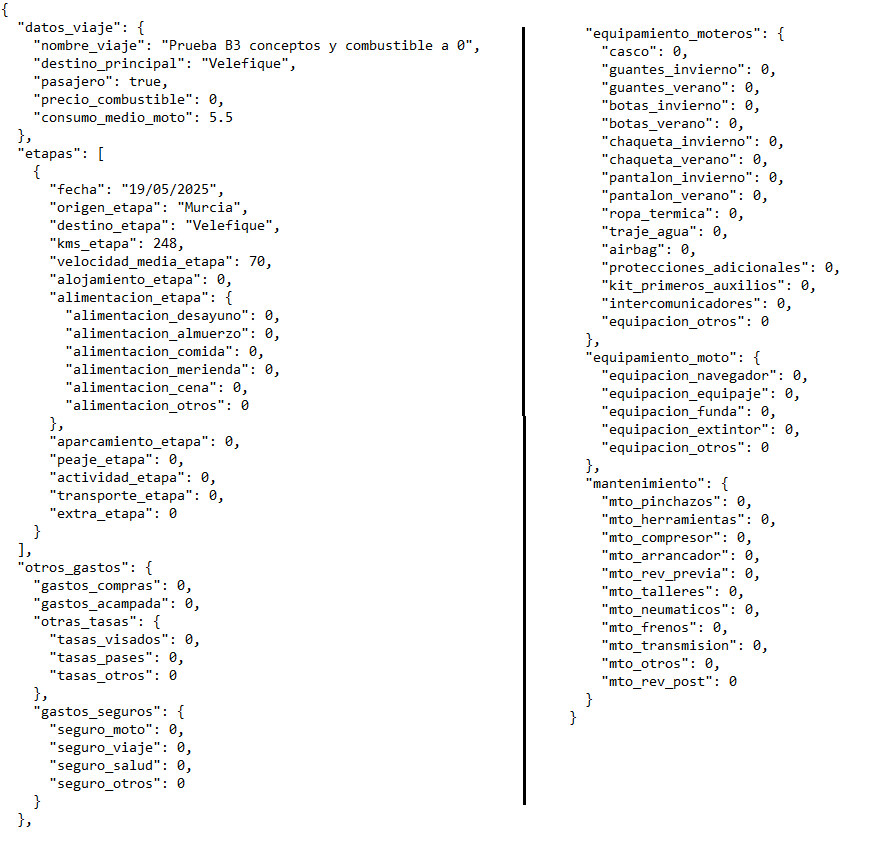 {
"datos_viaje": {
"nombre_viaje": "Prueba B3 conceptos y combustible a 0",
"destino_principal": "Velefique",
"pasajero": true,
"precio_combustible": 0,
"consumo_medio_moto": 5.5
},
"etapas": [
{
"fecha": "19/05/2025",
"origen_etapa": "Murcia",
"destino_etapa": "Velefique",
"kms_etapa": 248,
"velocidad_media_etapa": 70,
"alojamiento_etapa": 0,
"alimentacion_etapa": {
"alimentacion_desayuno": 0,
"alimentacion_almuerzo": 0,
"alimentacion_comida": 0,
"alimentacion_merienda": 0,
"alimentacion_cena": 0,
"alimentacion_otros": 0
},
"aparcamiento_etapa": 0,
"peaje_etapa": 0,
"actividad_etapa": 0,
"transporte_etapa": 0,
"extra_etapa": 0
}
],
"otros_gastos": {
"gastos_compras": 0,
"gastos_acampada": 0,
"otras_tasas": {
"tasas_visados": 0,
"tasas_pases": 0,
"tasas_otros": 0
},
"gastos_seguros": {
"seguro_moto": 0,
"seguro_viaje": 0,
"seguro_salud": 0,
"seguro_otros": 0
}
},
"equipamiento_moteros": {
"casco": 0,
"guantes_invierno": 0,
"guantes_verano": 0,
"botas_invierno": 0,
"botas_verano": 0,
"chaqueta_invierno": 0,
"chaqueta_verano": 0,
"pantalon_invierno": 0,
"pantalon_verano": 0,
"ropa_termica": 0,
"traje_agua": 0,
"airbag": 0,
"protecciones_adicionales": 0,
"kit_primeros_auxilios": 0,
"intercomunicadores": 0,
"equipacion_otros": 0
},
"equipamiento_moto": {
"equipacion_navegador": 0,
"equipacion_equipaje": 0,
"equipacion_funda": 0,
"equipacion_extintor": 0,
"equipacion_otros": 0
},
"mantenimiento": {
"mto_pinchazos": 0,
"mto_herramientas": 0,
"mto_compresor": 0,
"mto_arrancador": 0,
"mto_rev_previa": 0,
"mto_talleres": 0,
"mto_neumaticos": 0,
"mto_frenos": 0,
"mto_transmision": 0,
"mto_otros": 0,
"mto_rev_post": 0
}
}